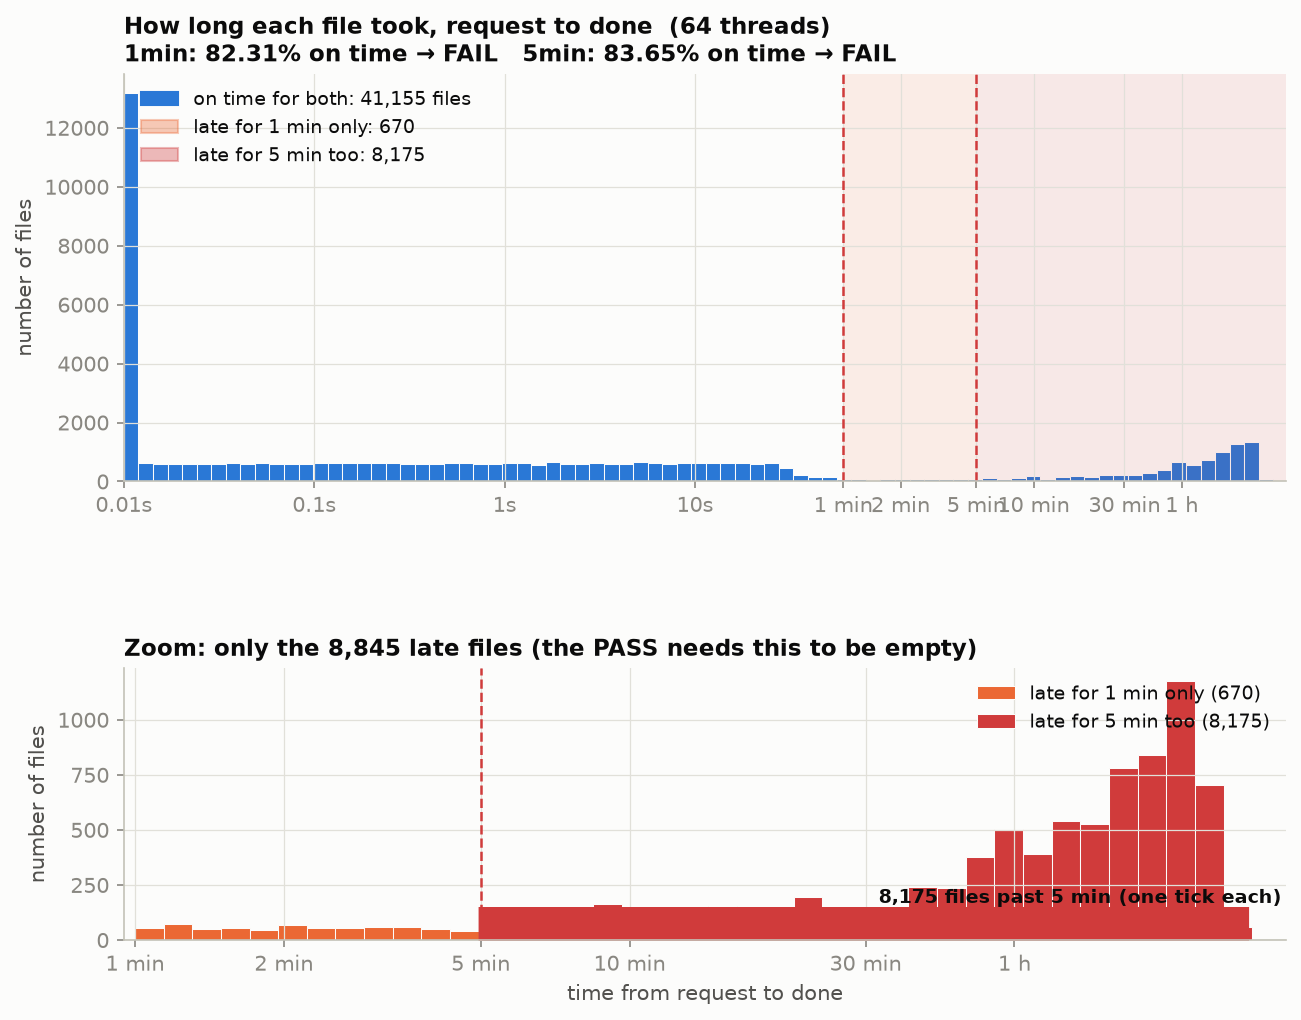 How long each file took, request to done  (64 threads)
1min: 82.31% on time → FAIL   5min: 83.65% on time → FAIL
on time for both: 41,155 files
late for 1 min only: 670
late for 5 min too: 8,175
number of files
12000
10000
8000
6000
4000
2000
0
0.01s
0.1s
1s
10s
1 min
2 min
5 min
10 min
30 min
1 h
Zoom: only the 8,845 late files (the PASS needs this to be empty)
late for 1 min only (670)
late for 5 min too (8,175)
number of files
1000
750
500
250
0
8,175 files past 5 min (one tick each)
1 min
2 min
5 min
10 min
30 min
1 h
time from request to done